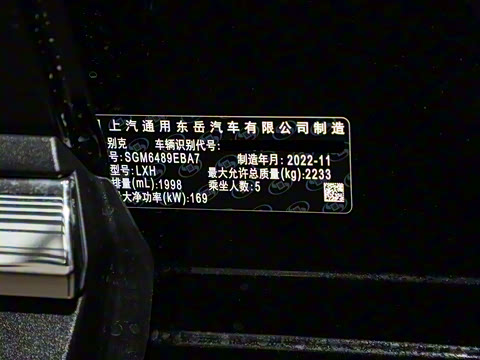 上汽通用东岳汽车有限公司制造
别克 车辆识别代号:
号:SGM6489EBA7 制造年月:2022-11
型号:LXH 最大允许总质量(kg):2233
排量(mL):1998 乘坐人数:5
大净功率(kW):169